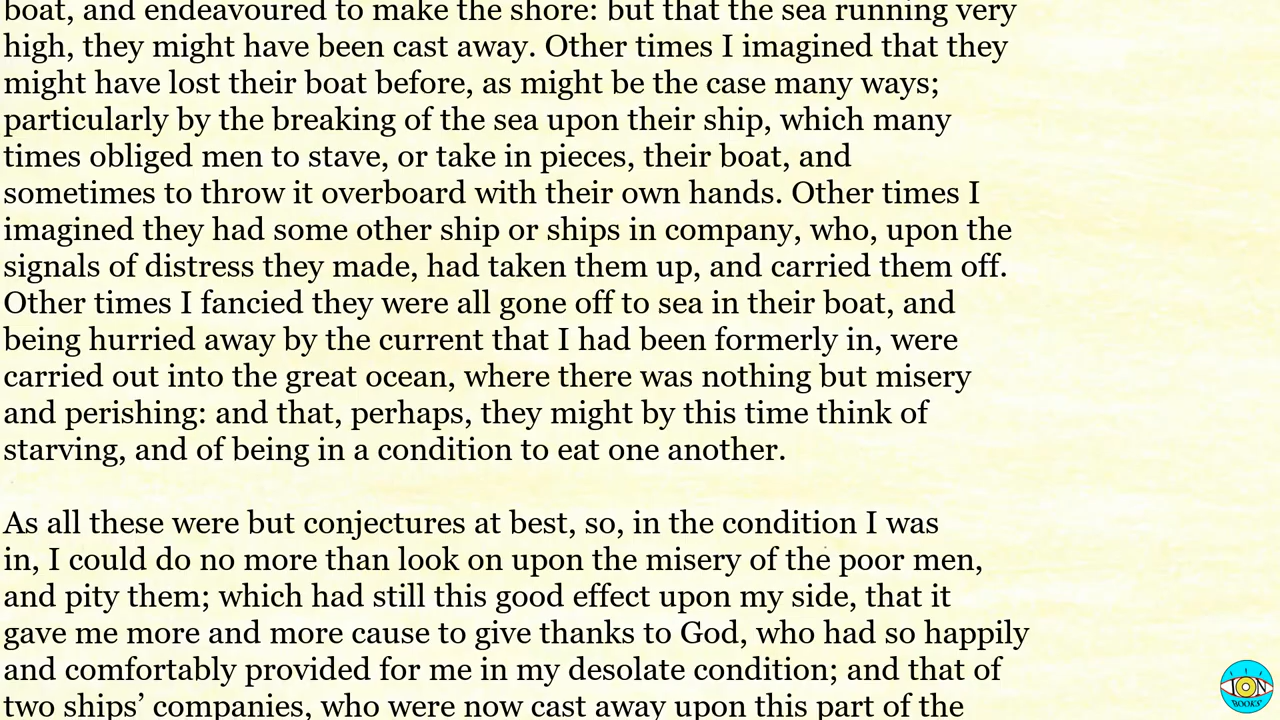 boat, and endeavoured to make the shore: but that the sea running very
high, they might have been cast away. Other times I imagined that they
might have lost their boat before, as might be the case many ways;
particularly by the breaking of the sea upon their ship, which many
times obliged men to stave, or take in pieces, their boat, and
sometimes to throw it overboard with their own hands. Other times I
imagined they had some other ship or ships in company, who, upon the
signals of distress they made, had taken them up, and carried them off.
Other times I fancied they were all gone off to sea in their boat, and
being hurried away by the current that I had been formerly in, were
carried out into the great ocean, where there was nothing but misery
and perishing: and that, perhaps, they might by this time think of
starving, and of being in a condition to eat one another.
As all these were but conjectures at best, so, in the condition I was
in, I could do no more than look on upon the misery of the poor men,
and pity them; which had still this good effect upon my side, that it
gave me more and more cause to give thanks to God, who had so happily
and comfortably provided for me in my desolate condition; and that of
two ships’ companies, who were now cast away upon this part of the
ION
BOOKS